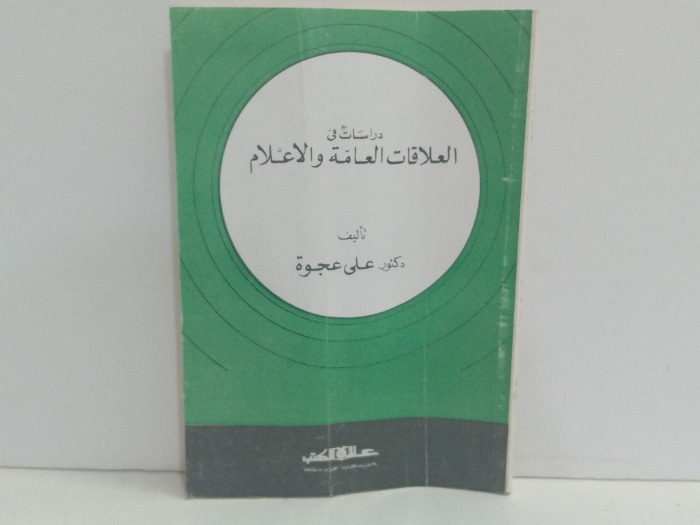 دراسات في
العلاقات العامة والاعلام
تأليف
دكتور على عجوة
عالم الكتب